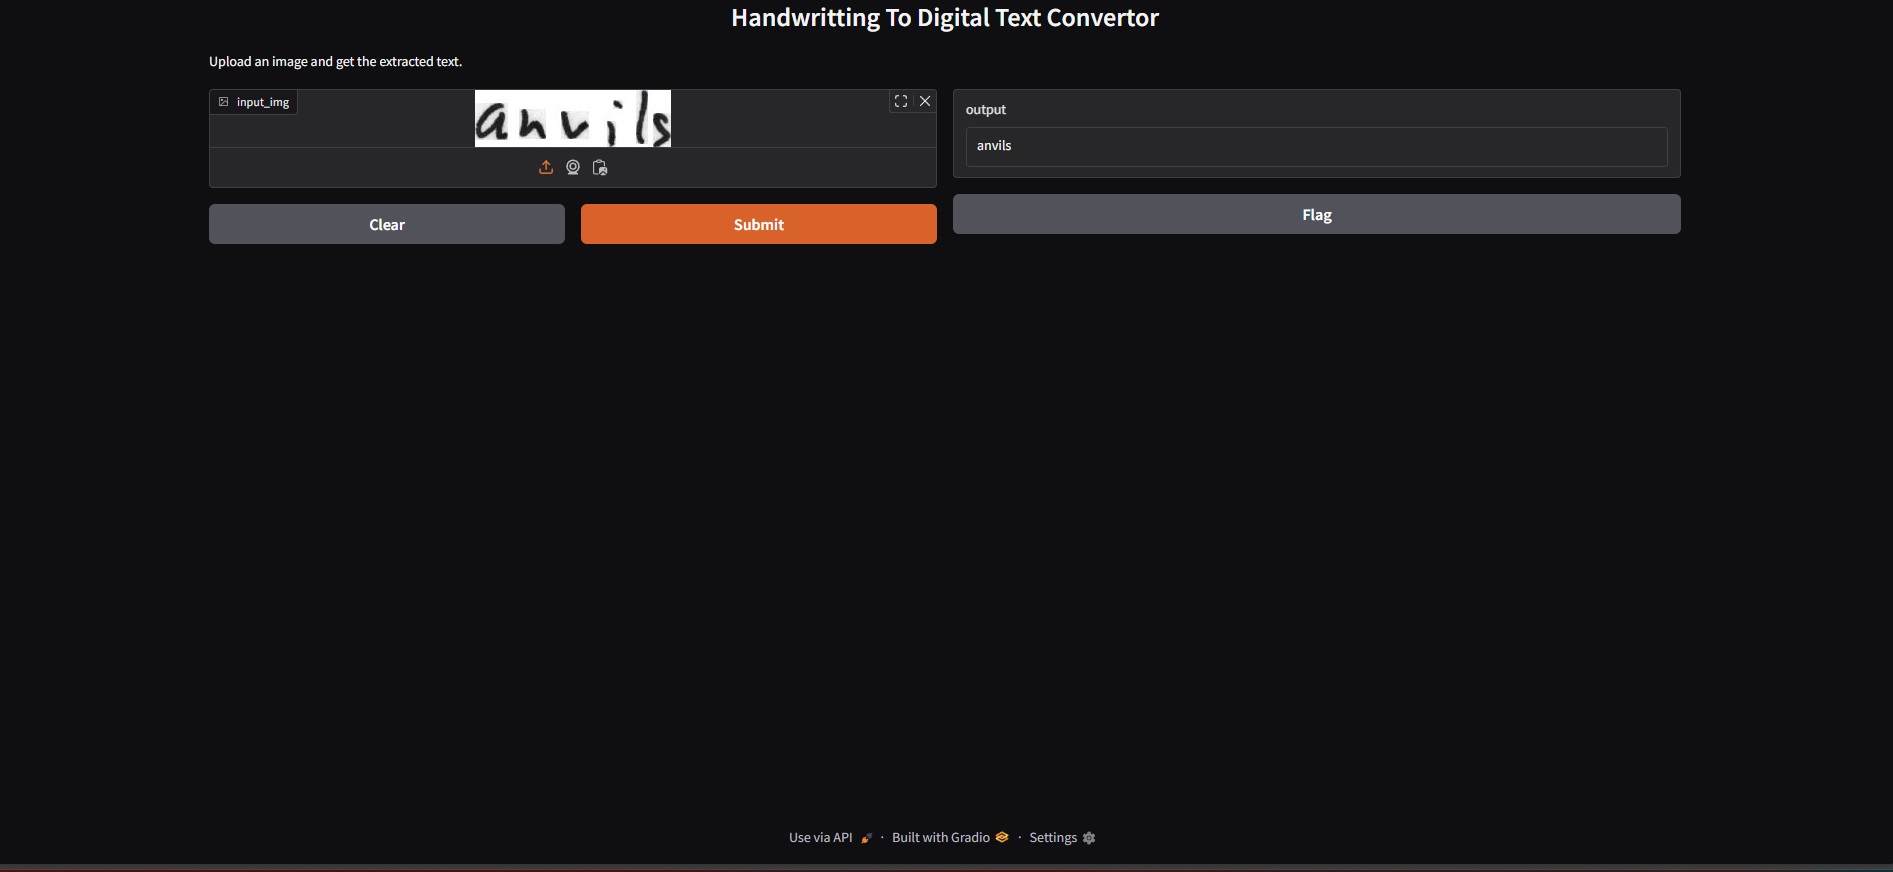 Handwritting To Digital Text Convertor
Upload an image and get the extracted text.
input_img
anvils
Clear
Submit
output
anvils
Flag
Use via API · Built with Gradio · Settings